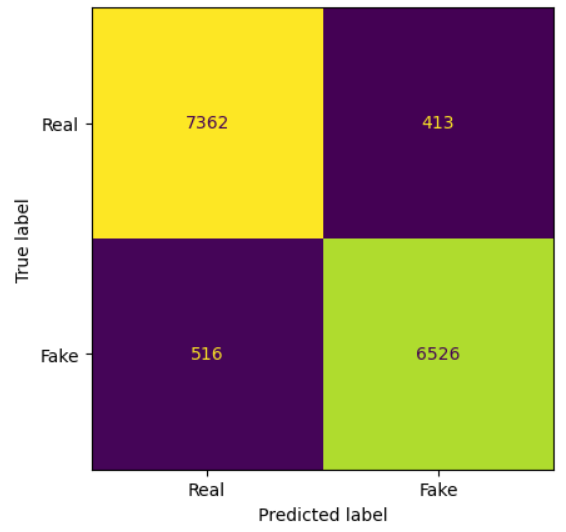 True label
Real
7362
413
Fake
516
6526
Real
Fake
Predicted label